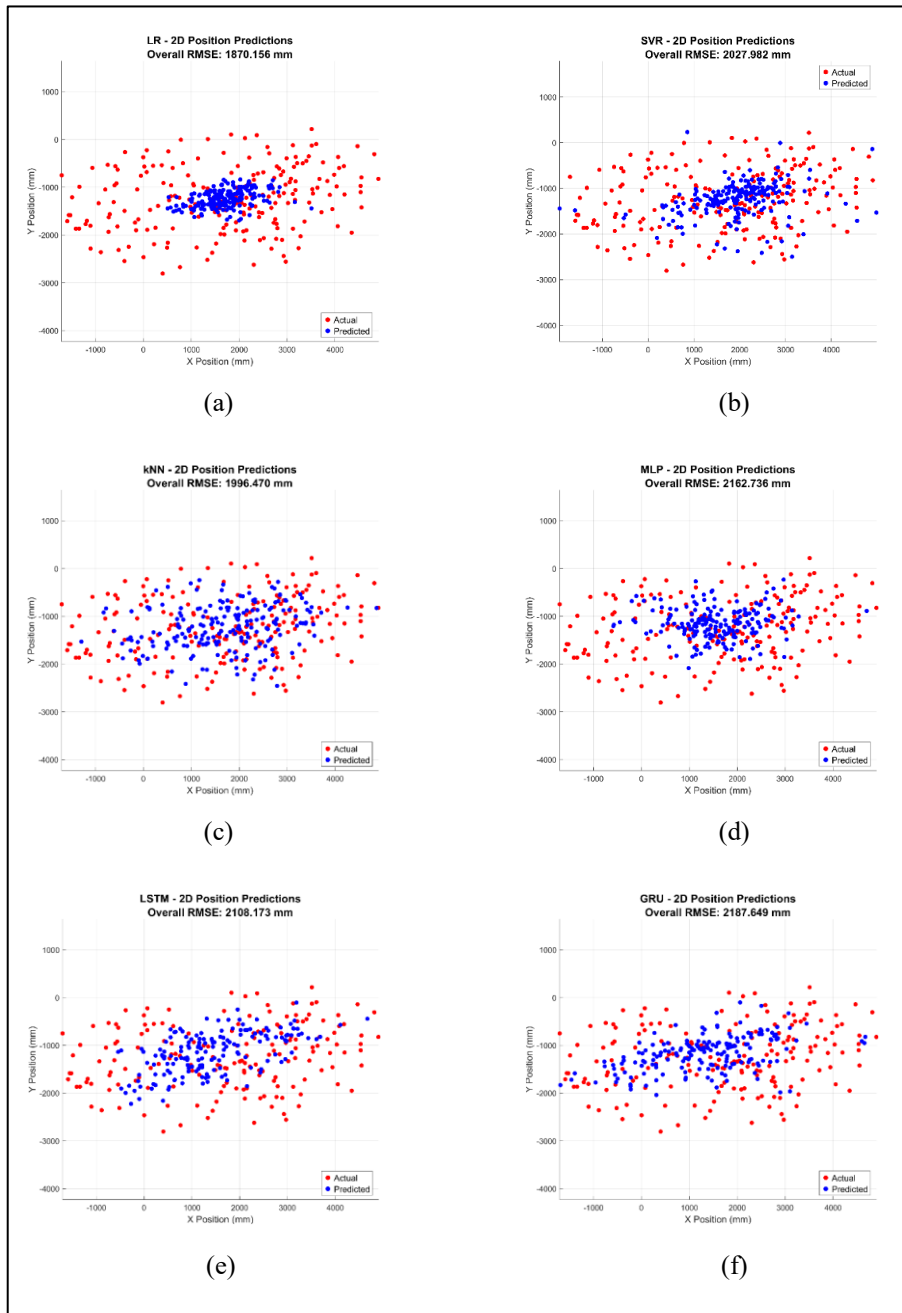 LR - 2D Position Predictions
Overall RMSE: 1870.156 mm
1000
0
-1000
-2000
-3000
-4000
Y Position (mm)
-1000 0 1000 2000 3000 4000
X Position (mm)
Actual
Predicted
(a)
SVR - 2D Position Predictions
Overall RMSE: 2027.982 mm
Actual
Predicted
1000
0
-1000
-2000
-3000
-4000
Y Position (mm)
-1000 0 1000 2000 3000 4000
X Position (mm)
(b)
kNN - 2D Position Predictions
Overall RMSE: 1996.470 mm
1000
0
-1000
-2000
-3000
-4000
Y Position (mm)
-1000 0 1000 2000 3000 4000
X Position (mm)
Actual
Predicted
(c)
MLP - 2D Position Predictions
Overall RMSE: 2162.736 mm
1000
0
-1000
-2000
-3000
-4000
Y Position (mm)
-1000 0 1000 2000 3000 4000
X Position (mm)
Actual
Predicted
(d)
LSTM - 2D Position Predictions
Overall RMSE: 2108.173 mm
1000
0
-1000
-2000
-3000
-4000
Y Position (mm)
-1000 0 1000 2000 3000 4000
X Position (mm)
Actual
Predicted
(e)
GRU - 2D Position Predictions
Overall RMSE: 2187.649 mm
1000
0
-1000
-2000
-3000
-4000
Y Position (mm)
-1000 0 1000 2000 3000 4000
X Position (mm)
Actual
Predicted
(f)